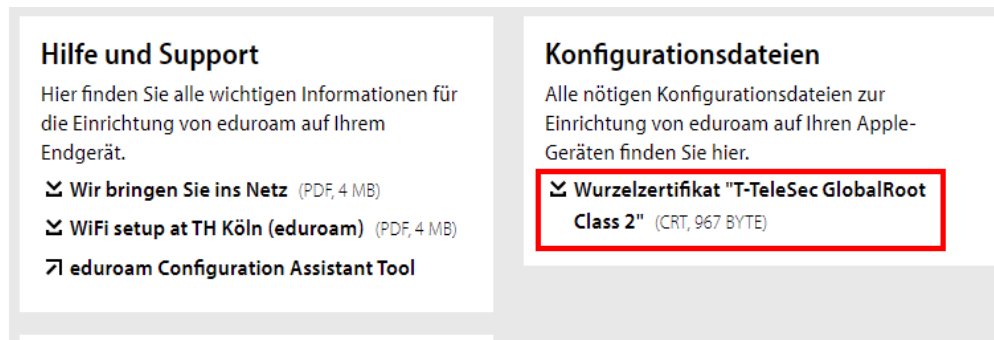 Hilfe und Support
Hier finden Sie alle wichtigen Informationen für
die Einrichtung von eduroam auf Ihrem
Endgerät.
Wir bringen Sie ins Netz (PDF, 4 MB)
WiFi setup at TH Köln (eduroam) (PDF, 4 MB)
eduroam Configuration Assistant Tool
Konfigurationsdateien
Alle nötigen Konfigurationsdateien zur
Einrichtung von eduroam auf Ihren Apple-
Geräten finden Sie hier.
Wurzelzertifikat "T-TeleSec GlobalRoot
Class 2" (CRT, 967 BYTE)